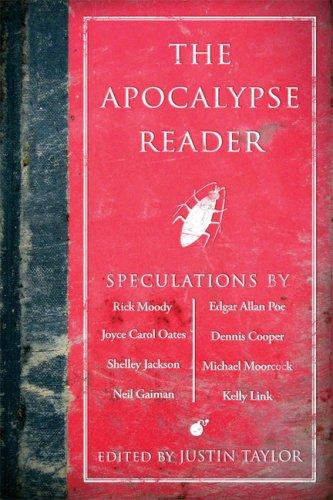 THE
APOCALYPSE
READER
SPECULATIONS BY
Rick Moody
Joyce Carol Oates
Shelley Jackson
Neil Gaiman
Edgar Allan Poe
Dennis Cooper
Michael Moorcock
Kelly Link
EDITED BY JUSTIN TAYLOR